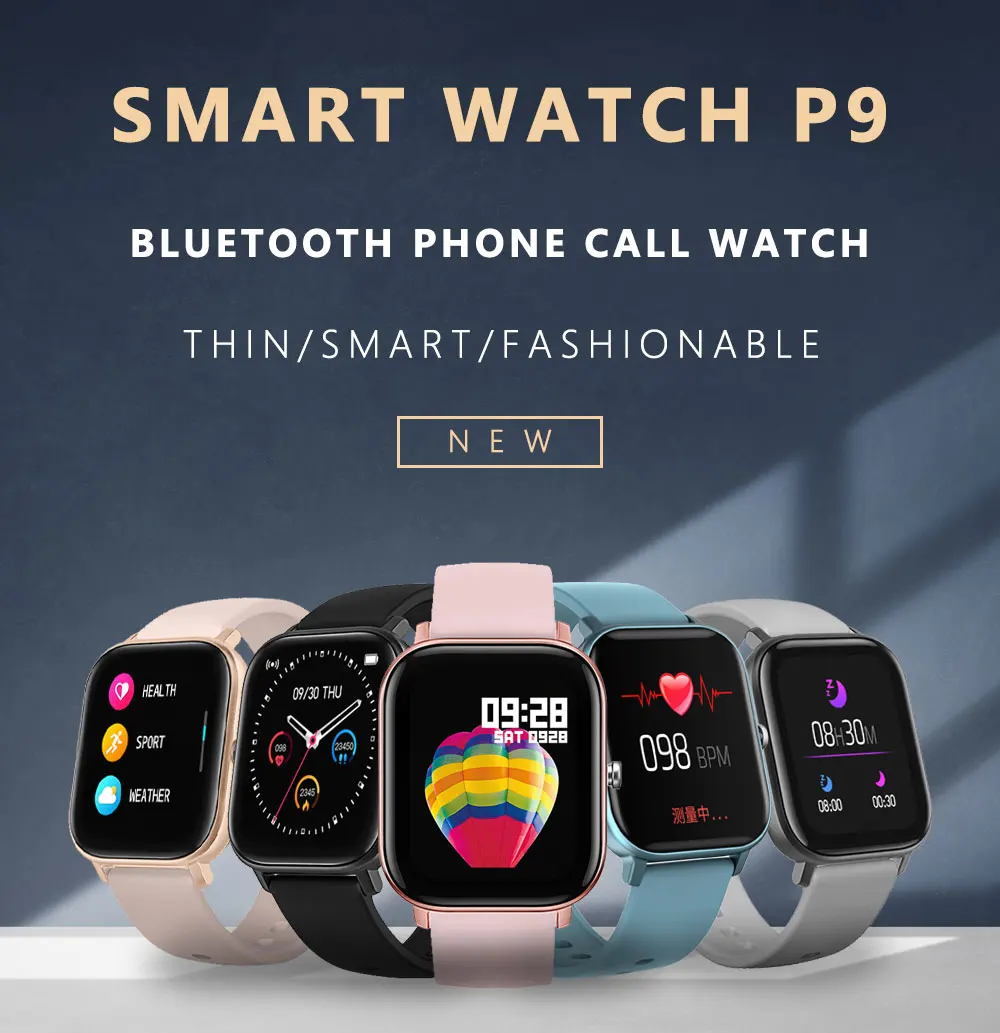 SMART WATCH P9
BLUETOOTH PHONE CALL WATCH
THIN/SMART/FASHIONABLE
NEW
HEALTH
SPORT
WEATHER
09/30 THU
098
23450
2345
09:28
SAT 0928
098 BPM
测量中...
08H30M
08:00
00:30